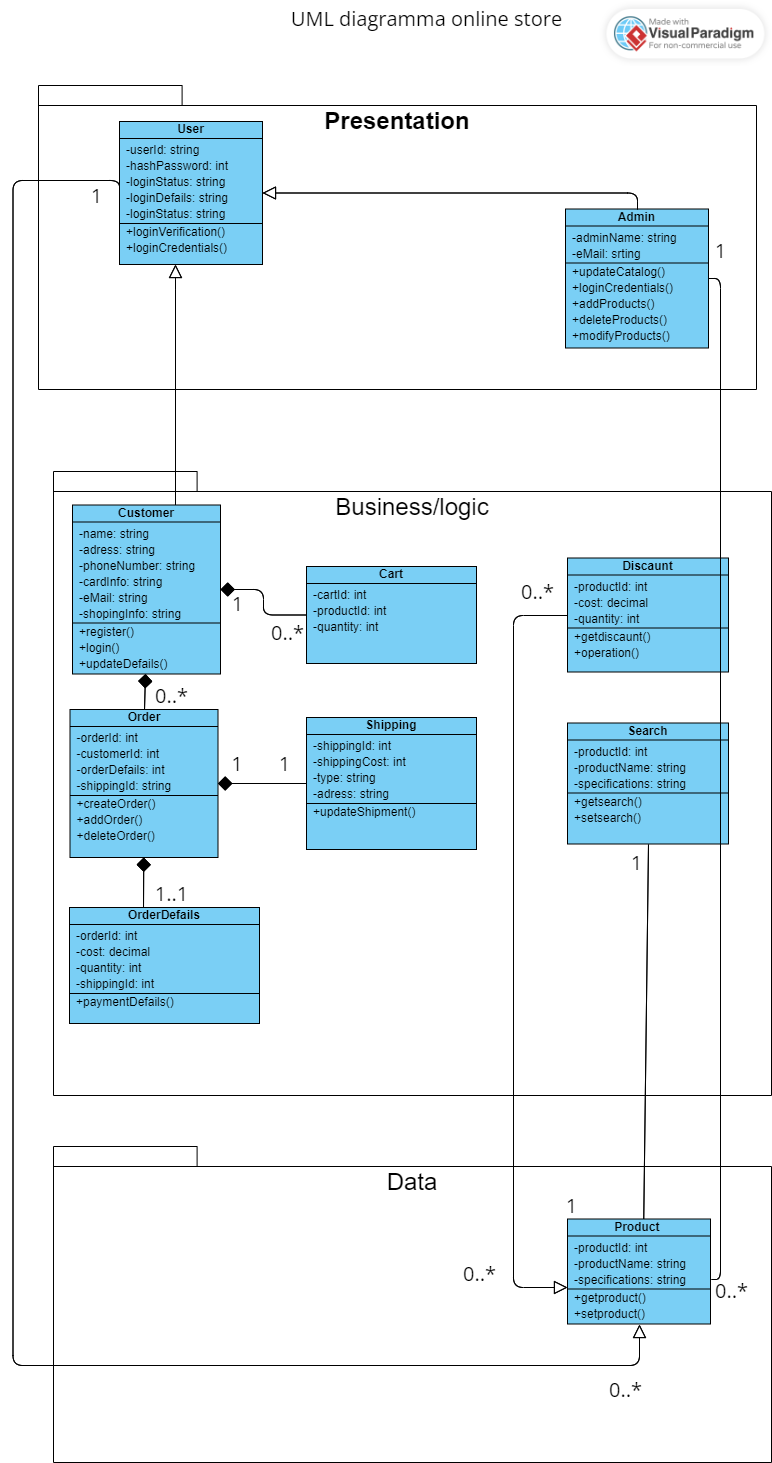 UML diagramma online store
Made with
Visual Paradigm
For non-commercial use
Presentation
User
-userId: string
-hashPassword: int
-loginStatus: string
-loginDefails: string
-loginStatus: string
+loginVerification()
+loginCredentials()
1
Admin
-adminName: string
-eMail: srting
+updateCatalog()
+loginCredentials()
+addProducts()
+deleteProducts()
+modifyProducts()
1
Business/logic
Customer
-name: string
-adress: string
-phoneNumber: string
-cardInfo: string
-eMail: string
-shopingInfo: string
+register()
+login()
+updateDefails()
1
0..*
Cart
-cartId: int
-productId: int
-quantity: int
Discaunt
-productId: int
-cost: decimal
-quantity: int
+getdiscaunt()
+operation()
0..*
0..*
Order
-orderId: int
-customerId: int
-orderDefails: int
-shippingId: string
+createOrder()
+addOrder()
+deleteOrder()
1
1
Shipping
-shippingId: int
-shippingCost: int
-type: string
-adress: string
+updateShipment()
Search
-productId: int
-productName: string
-specifications: string
+getsearch()
+setsearch()
1
1..1
OrderDefails
-orderId: int
-cost: decimal
-quantity: int
-shippingId: int
+paymentDefails()
Data
1
Product
-productId: int
-productName: string
-specifications: string
+getproduct()
+setproduct()
0..*
0..*
0..*